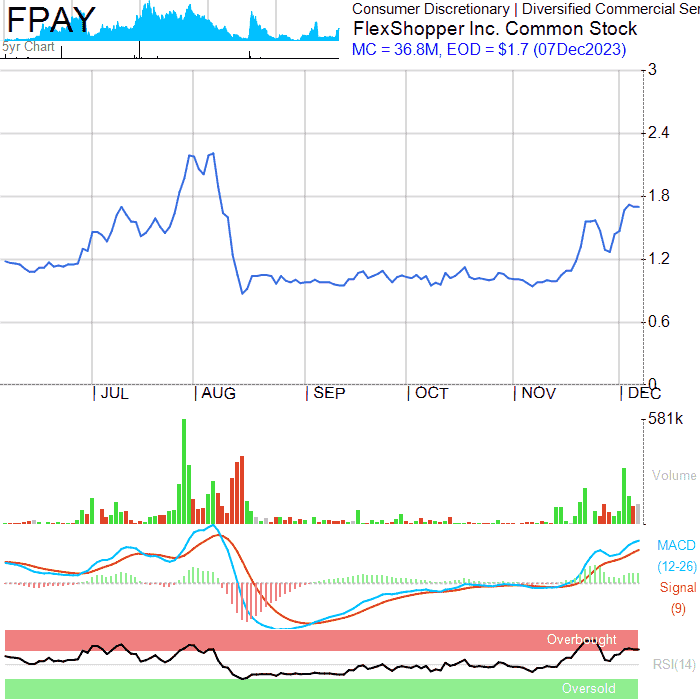 FPAY
5yr Chart
Consumer Discretionary | Diversified Commercial Ser
FlexShopper Inc. Common Stock
MC = 36.8M, EOD = $1.7 (07Dec2023)
3
2.4
1.8
1.2
0.6
0
JUL AUG SEP OCT NOV DEC
581k
Volume
MACD
(12-26)
Signal
(9)
Overbought
RSI(14)
Oversold